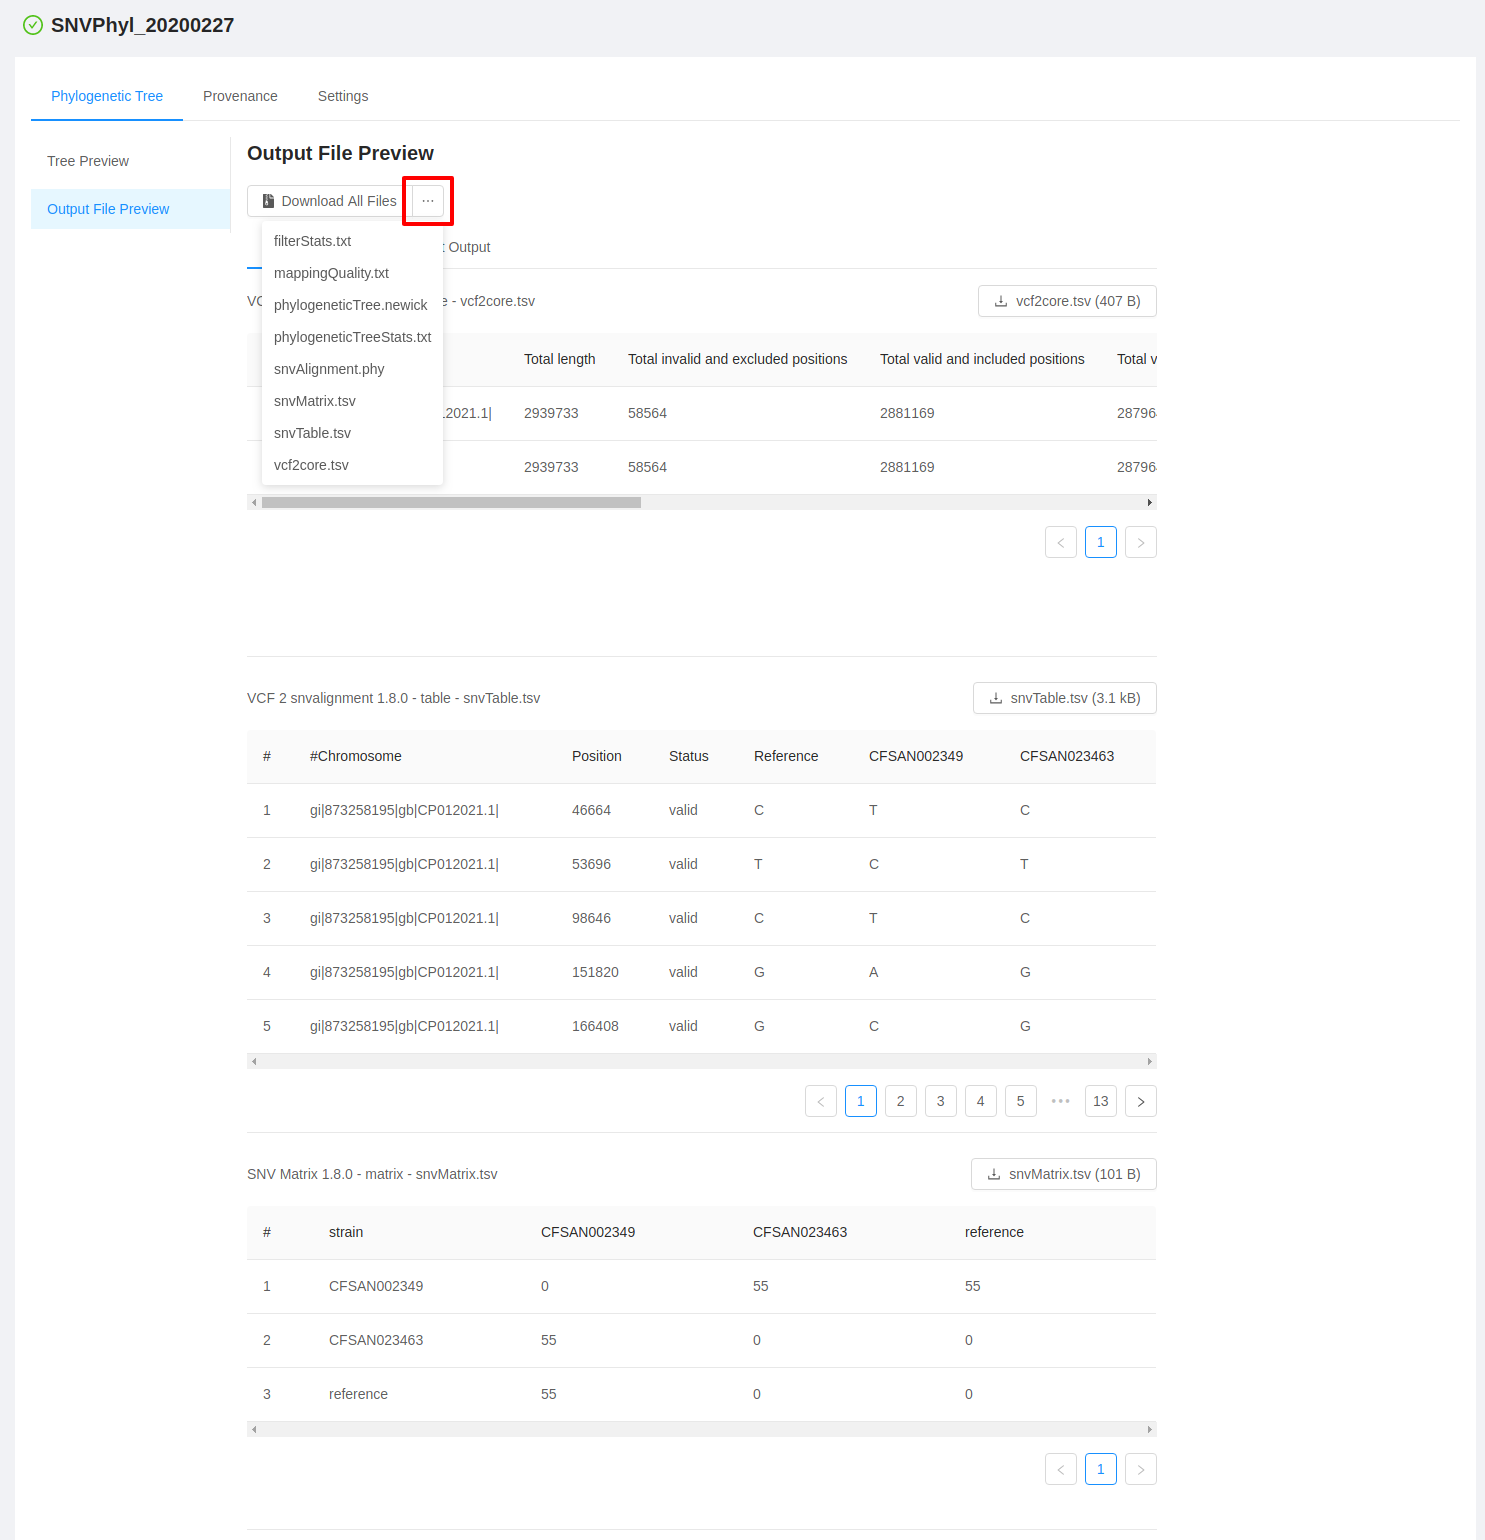 SNVPhyl_20200227
Phylogenetic Tree Provenance Settings
Tree Preview
Output File Preview
Output File Preview
Download All Files ···
filterStats.txt
mappingQuality.txt
phylogeneticTree.newick
phylogeneticTreeStats.txt
snvAlignment.phy
snvMatrix.tsv
snvTable.tsv
vcf2core.tsv
t Output
- vcf2core.tsv
vcf2core.tsv (407 B)
Total length Total invalid and excluded positions Total valid and included positions Total v
2021.1| 2939733 58564 2881169 28796
2939733 58564 2881169 28796
1
VCF 2 snvalignment 1.8.0 - table - snvTable.tsv
snvTable.tsv (3.1 kB)
# #Chromosome Position Status Reference CFSAN002349 CFSAN023463
1 gi|873258195|gb|CP012021.1| 46664 valid C T C
2 gi|873258195|gb|CP012021.1| 53696 valid T C T
3 gi|873258195|gb|CP012021.1| 98646 valid C T C
4 gi|873258195|gb|CP012021.1| 151820 valid G A G
5 gi|873258195|gb|CP012021.1| 166408 valid G C G
1 2 3 4 5 ••• 13
SNV Matrix 1.8.0 - matrix - snvMatrix.tsv
snvMatrix.tsv (101 B)
# strain CFSAN002349 CFSAN023463 reference
1 CFSAN002349 0 55 55
2 CFSAN023463 55 0 0
3 reference 55 0 0
1